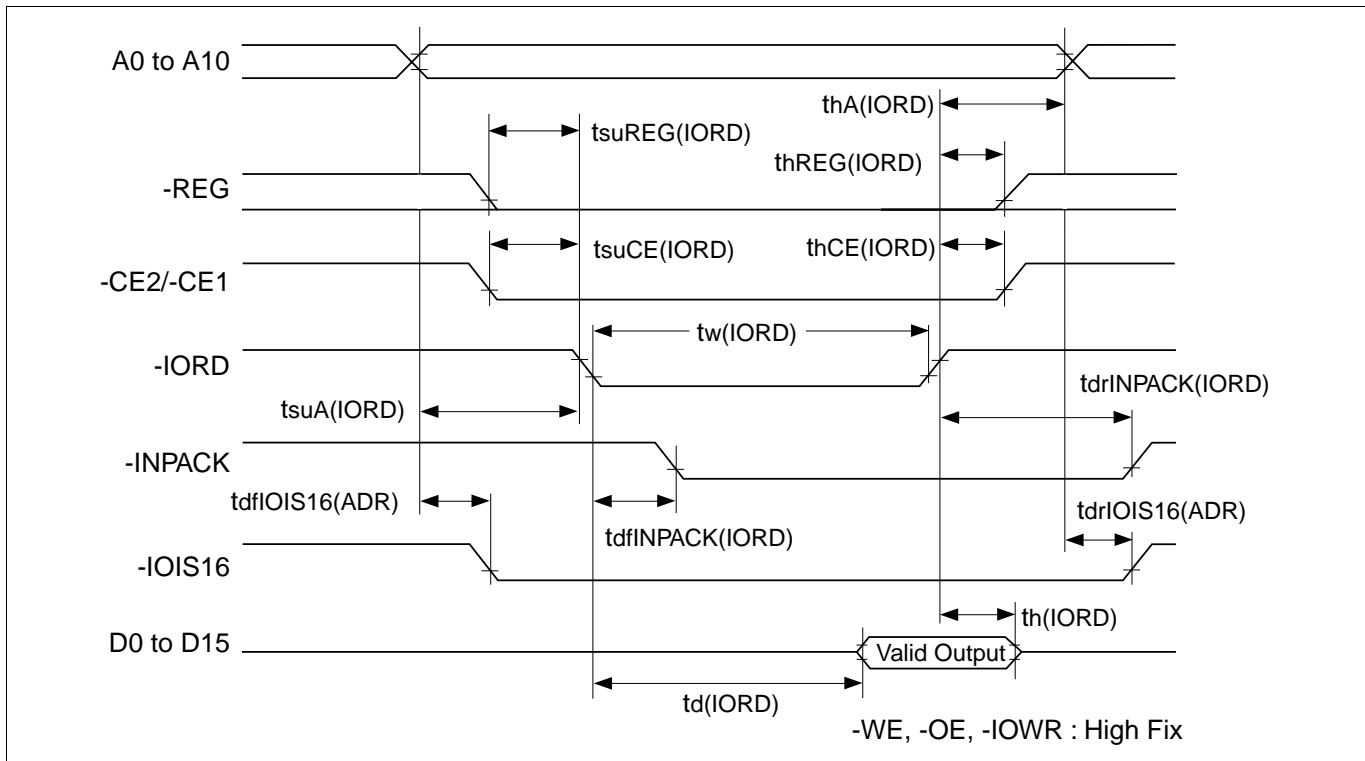 A0 to A10
thA(IORD)
tsuREG(IORD)
thREG(IORD)
-REG
tsuCE(IORD)
thCE(IORD)
-CE2/-CE1
tw(IORD)
-IORD
tdrINPACK(IORD)
tsuA(IORD)
-INPACK
tdfIOIS16(ADR)
tdrIOIS16(ADR)
tdfINPACK(IORD)
-IOIS16
th(IORD)
D0 to D15
Valid Output
td(IORD)
-WE, -OE, -IOWR : High Fix